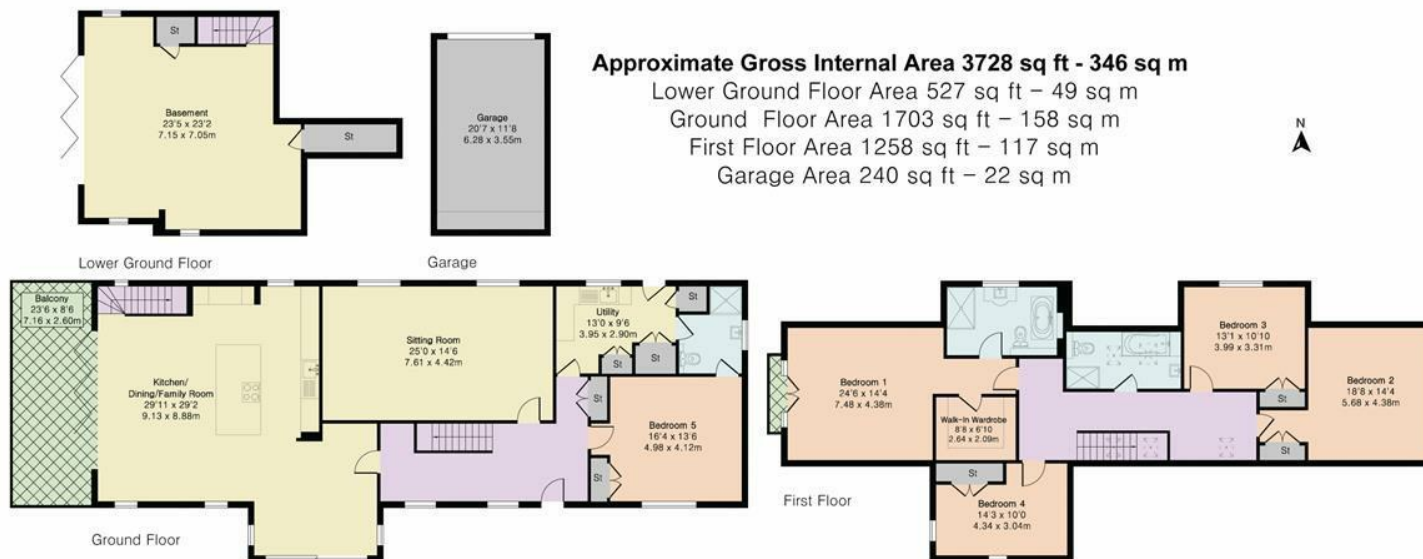 Approximate Gross Internal Area 3728 sq ft - 346 sq m
Lower Ground Floor Area 527 sq ft – 49 sq m
Ground Floor Area 1703 sq ft – 158 sq m
First Floor Area 1258 sq ft – 117 sq m
Garage Area 240 sq ft – 22 sq m
N
St
Basement
23'5 x 23'2
7.15 x 7.05m
St
Lower Ground Floor
Garage
20'7 x 11'8
6.28 x 3.55m
Garage
Balcony
23'6 x 8'6
7.16 x 2.60m
Kitchen/
Dining/Family Room
29'11 x 29'2
9.13 x 8.88m
Sitting Room
25'0 x 14'6
7.61 x 4.42m
Utility
13'0 x 9'6
3.95 x 2.90m
St
St
St
St
Bedroom 5
16'4 x 13'6
4.98 x 4.12m
St
Ground Floor
Bedroom 1
24'6 x 14'4
7.48 x 4.38m
Walk-In Wardrobe
8'8 x 6'10
2.64 x 2.09m
Bedroom 3
13'1 x 10'10
3.99 x 3.31m
St
Bedroom 2
18'8 x 14'4
5.68 x 4.38m
St
St
Bedroom 4
14'3 x 10'0
4.34 x 3.04m
First Floor